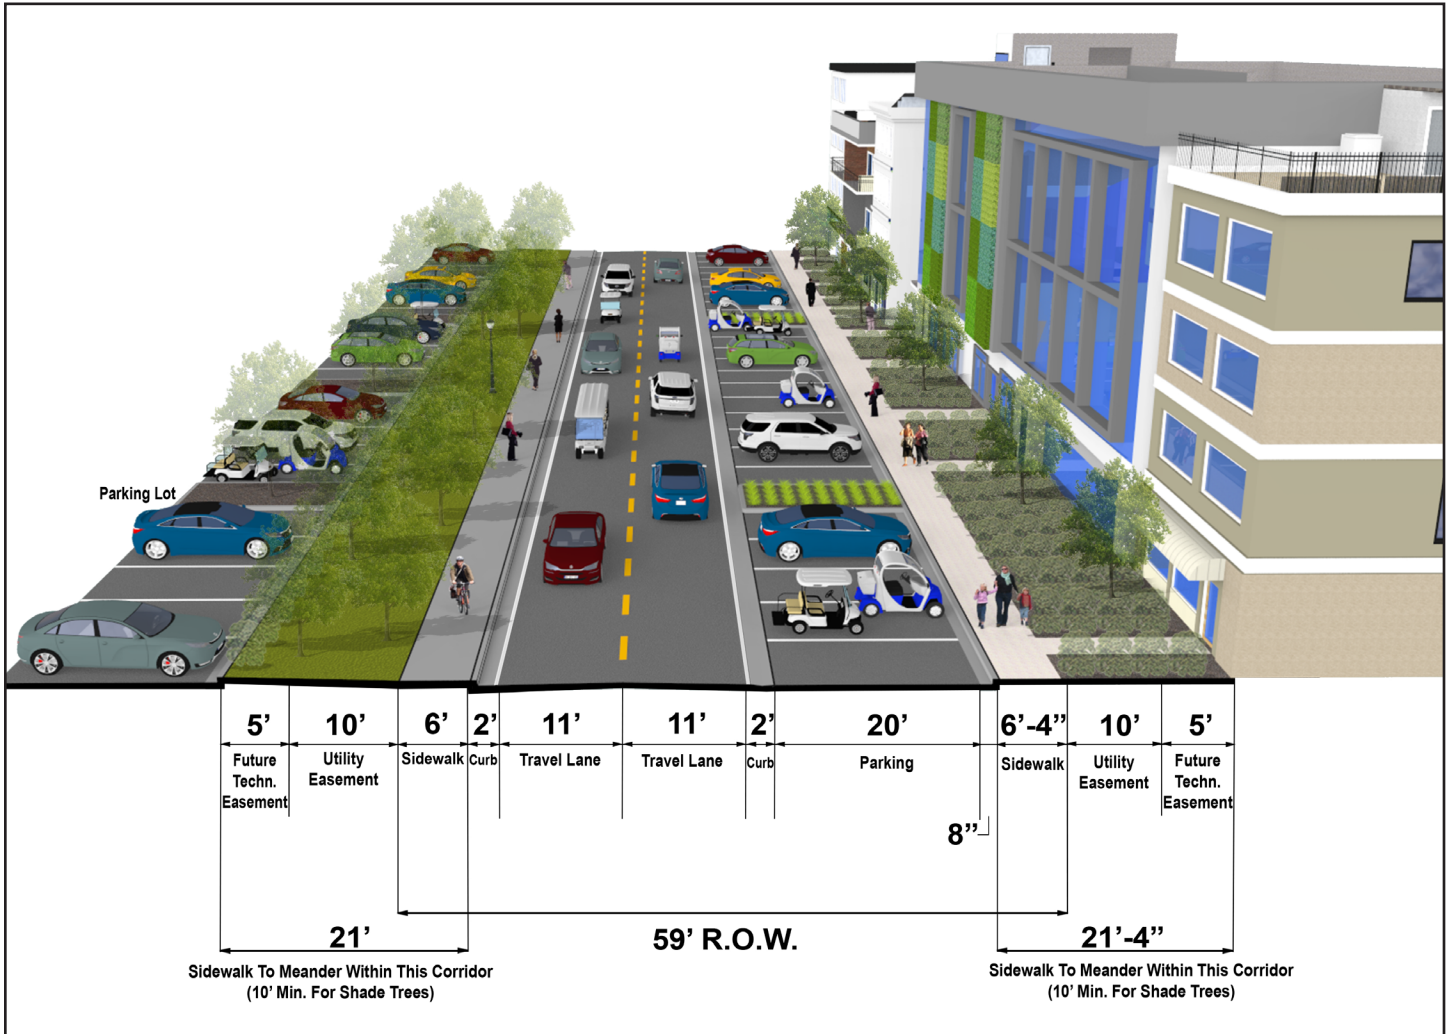 Parking Lot
5’
10’
6’
2’
11’
11’
2’
20’
6’-4”
10’
5’
Future
Techn.
Easement
Utility
Easement
Sidewalk
Curb
Travel Lane
Travel Lane
Curb
Parking
Sidewalk
Utility
Easement
Future
Techn.
Easement
8”
21’
59’ R.O.W.
21’-4”
Sidewalk To Meander Within This Corridor
(10’ Min. For Shade Trees)
Sidewalk To Meander Within This Corridor
(10’ Min. For Shade Trees)